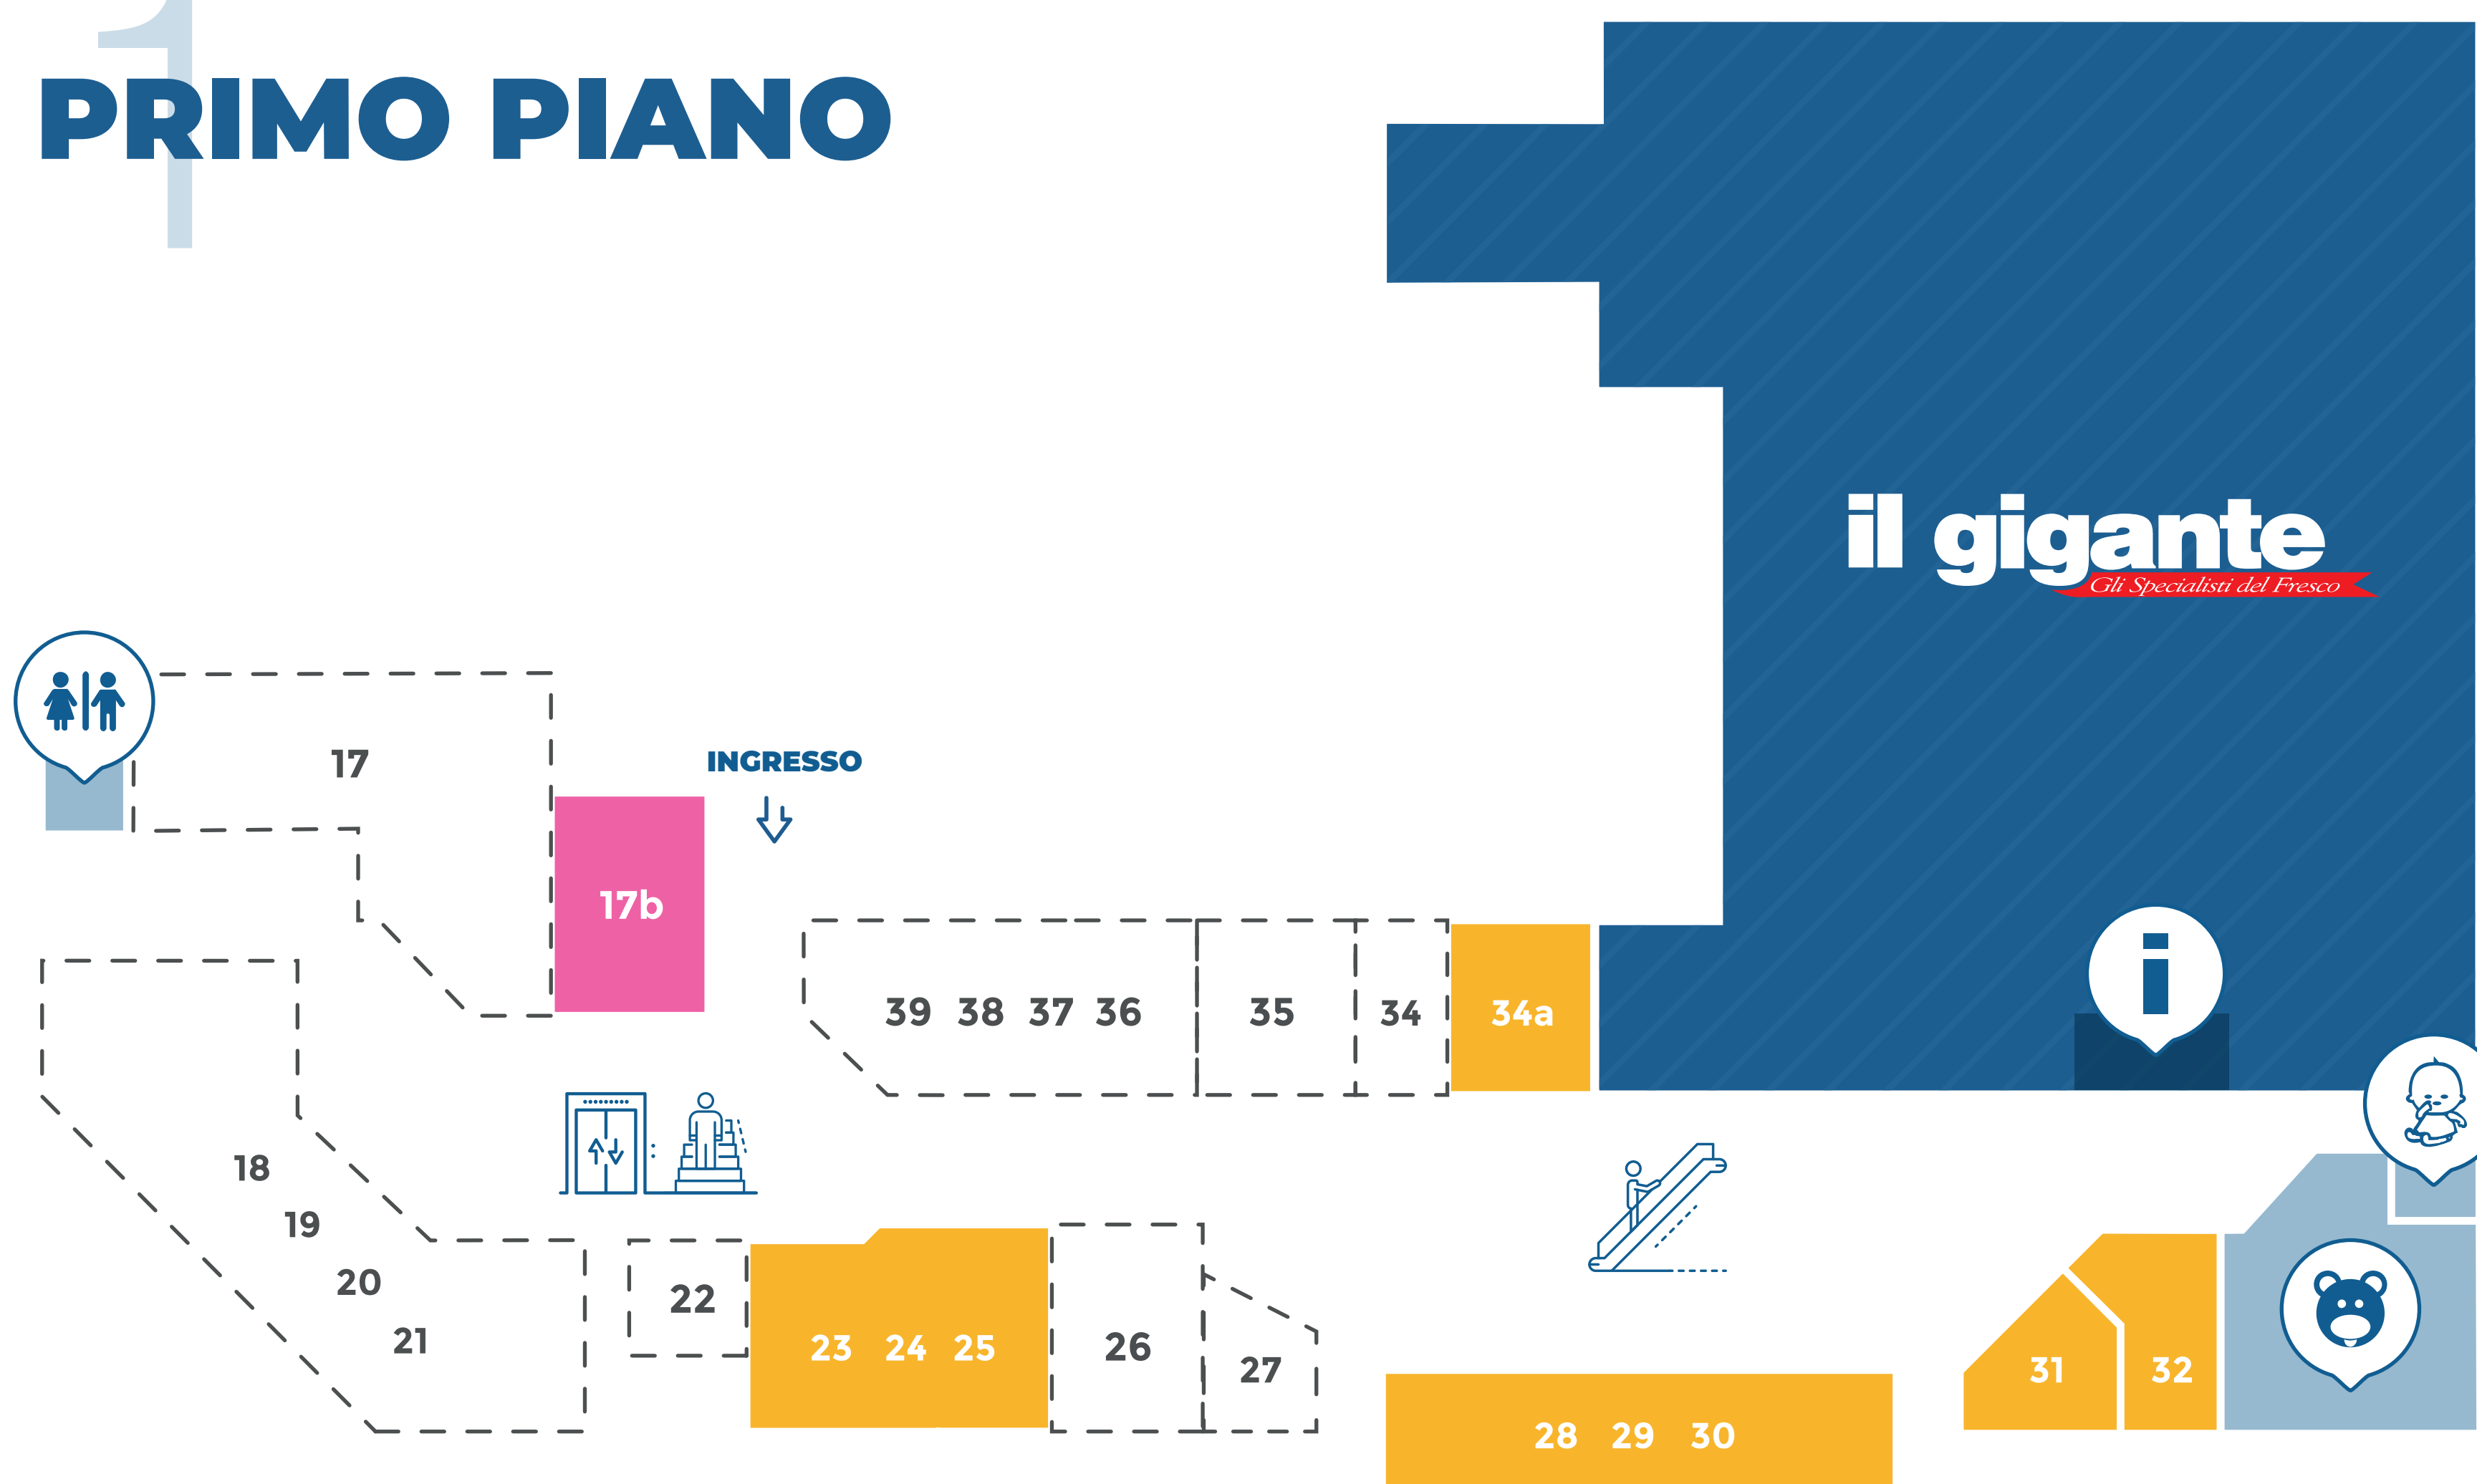 1
PRIMO PIANO
il gigante
Gli Specialisti del Fresco
17
INGRESSO
17b
39 38 37 36
35
34
34a
i
18
19
20
21
22
23 24 25
26
27
28 29 30
31
32